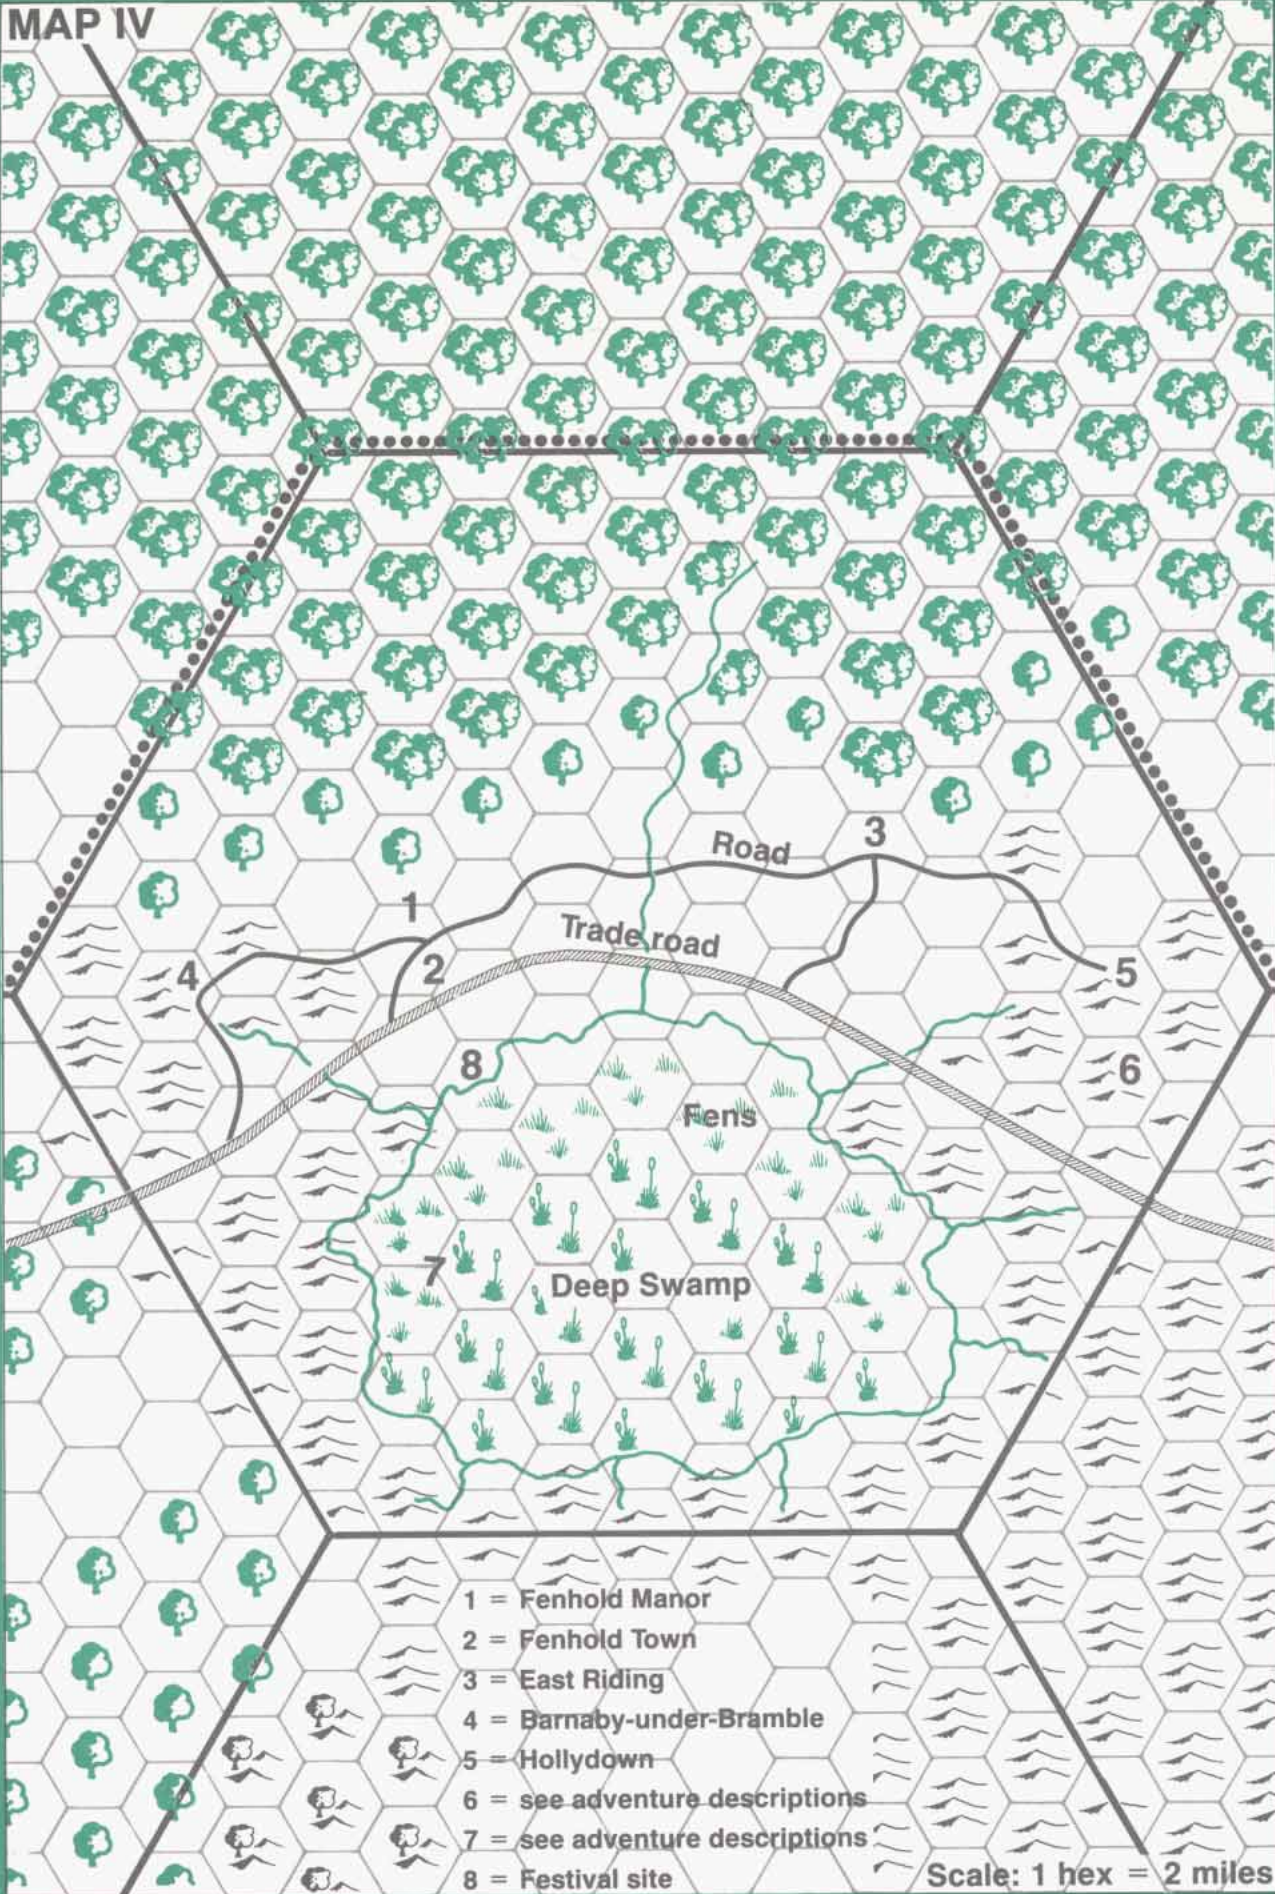 MAP IV
Road
3
1
Trade road
2
4
5
8
6
Fens
7
Deep Swamp
1 = Fenhold Manor
2 = Fenhold Town
3 = East Riding
4 = Barnaby-under-Bramble
5 = Hollydown
6 = see adventure descriptions
7 = see adventure descriptions
8 = Festival site
Scale: 1 hex = 2 miles